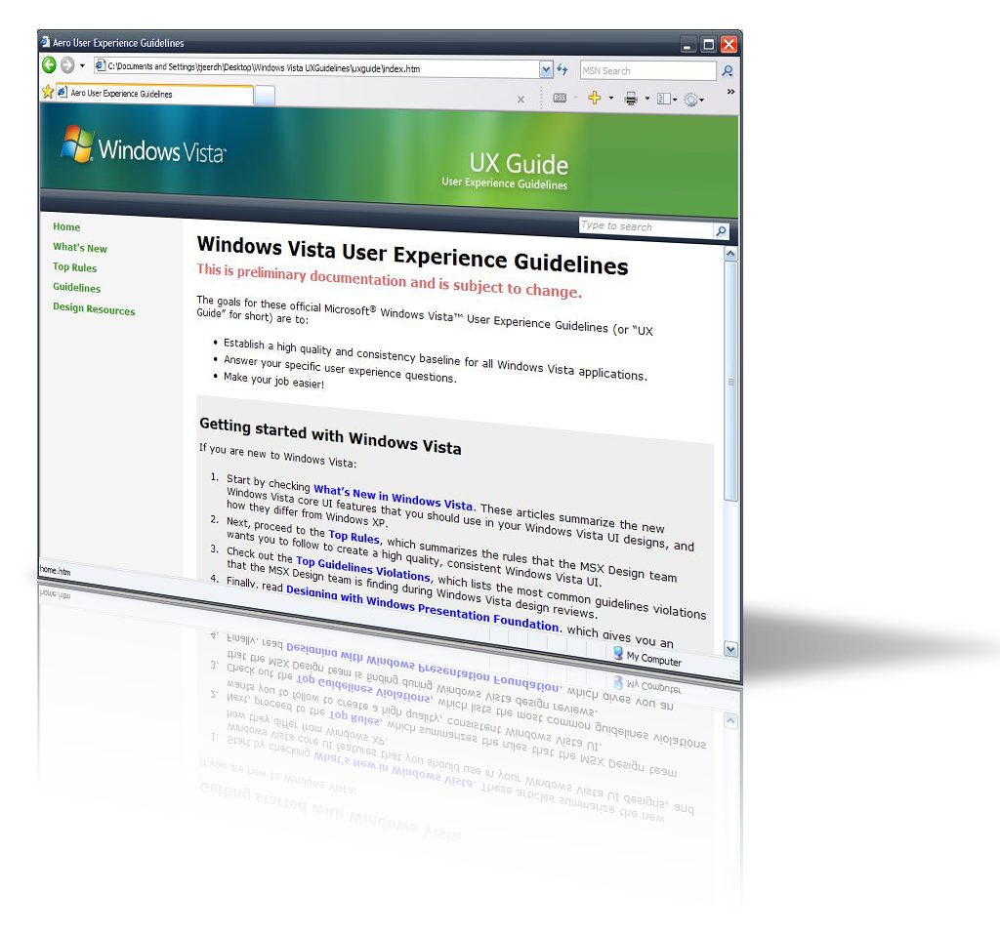 Aero User Experience Guidelines
C:\Documents and Settings\tjeerdh\Desktop\Windows Vista UXGuidelines\uxguide\index.htm
MSN Search
Aero User Experience Guidelines
RSS
Windows Vista™
UX Guide
User Experience Guidelines
Type to search
Home
What's New
Top Rules
Guidelines
Design Resources
Windows Vista User Experience Guidelines
This is preliminary documentation and is subject to change.
The goals for these official Microsoft® Windows Vista™ User Experience Guidelines (or “UX
Guide” for short) are to:
• Establish a high quality and consistency baseline for all Windows Vista applications.
• Answer your specific user experience questions.
• Make your job easier!
Getting started with Windows Vista
If you are new to Windows Vista:
1. Start by checking What’s New in Windows Vista. These articles summarize the new
Windows Vista core UI features that you should use in your Windows Vista UI designs, and
how they differ from Windows XP.
2. Next, proceed to the Top Rules, which summarizes the rules that the MSX Design team
wants you to follow to create a high quality, consistent Windows Vista UI.
3. Check out the Top Guidelines Violations, which lists the most common guidelines violations
that the MSX Design team is finding during Windows Vista design reviews.
4. Finally, read Designing with Windows Presentation Foundation, which gives you an
home.htm
My Computer